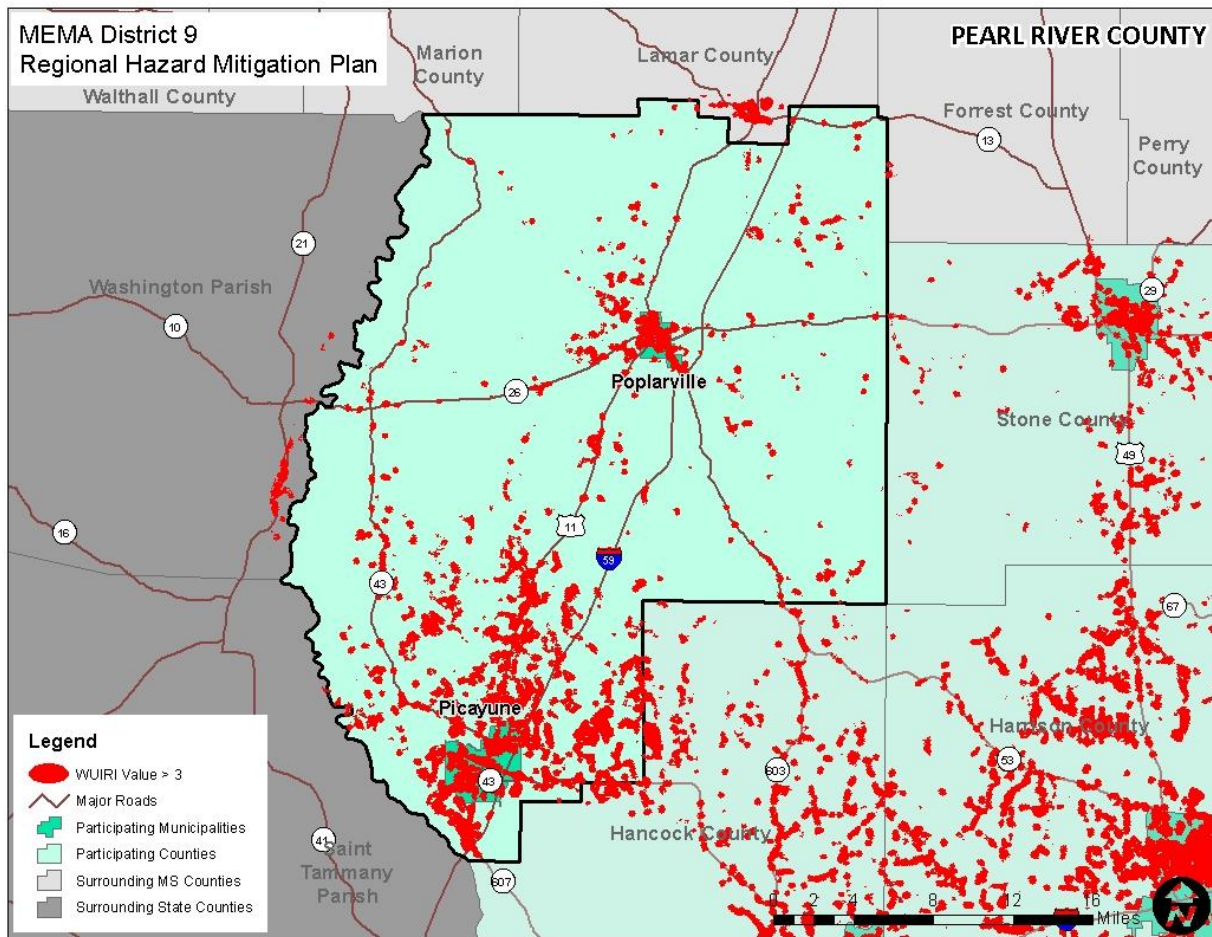 MEMA District 9
Regional Hazard Mitigation Plan
PEARL RIVER COUNTY
Marion
County
Lamar County
Walthall County
Forrest County
13
Perry
County
21
Washington Parish
10
29
Poplarville
26
Stone County
49
16
11
59
43
67
Picayune
Harrison County
53
43
603
Hancock County
41
Saint
Tammany
Parish
607
Legend
WUIRI Value > 3
Major Roads
Participating Municipalities
Participating Counties
Surrounding MS Counties
Surrounding State Counties
0 4 8 12 16
Miles
N